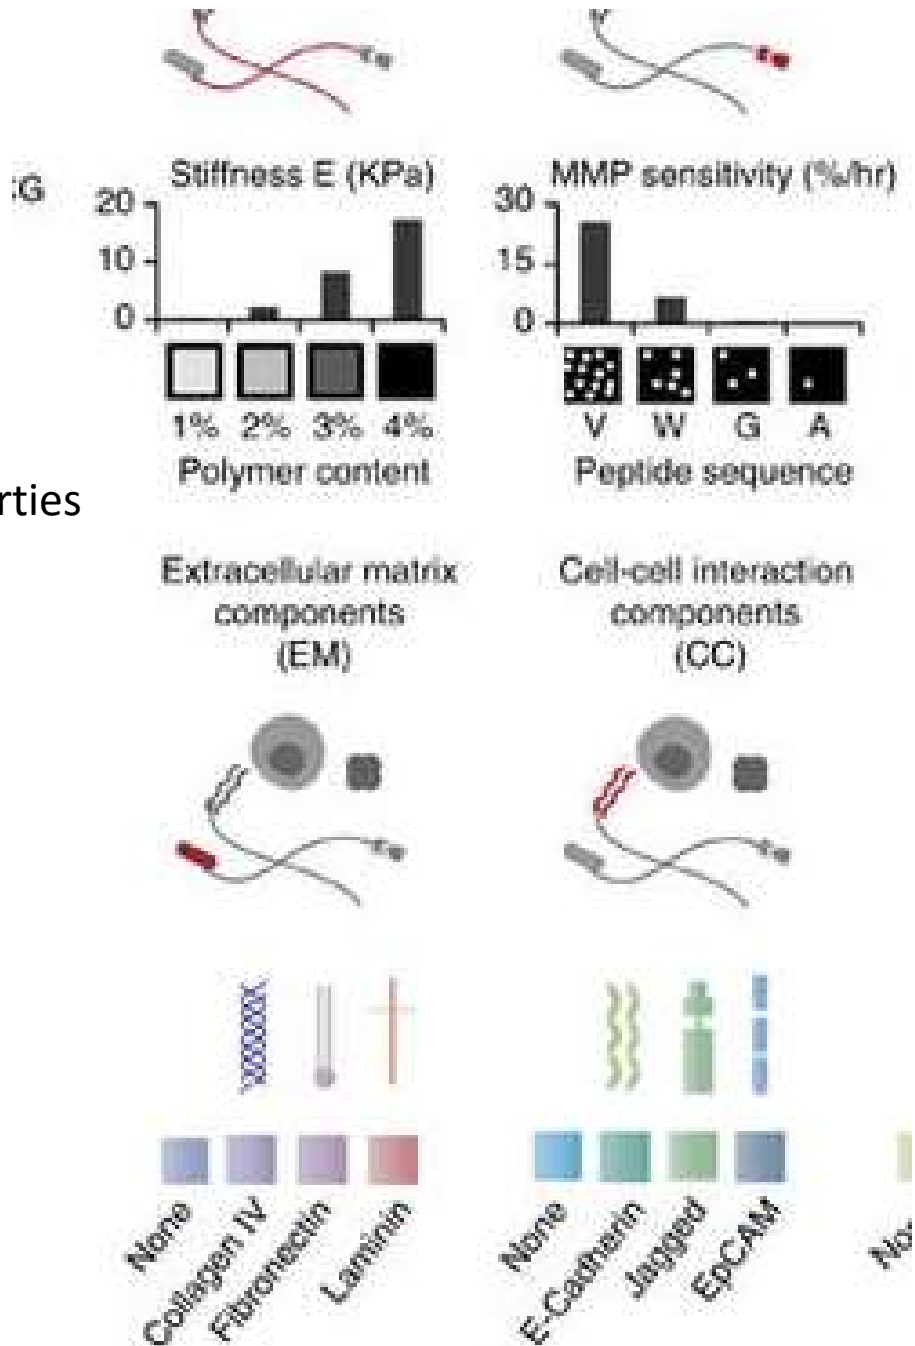 Stiffness E (KPa)
20
10
0
1% 2% 3% 4%
Polymer content
MMP sensitivity (%/hr)
30
15
0
V W G A
Peptide sequence
rties
Extracellular matrix
components
(EM)
Cell-cell interaction
components
(CC)
None
Collagen IV
Fibronectin
Laminin
None
E-Cadherin
Jagged
EpCAM